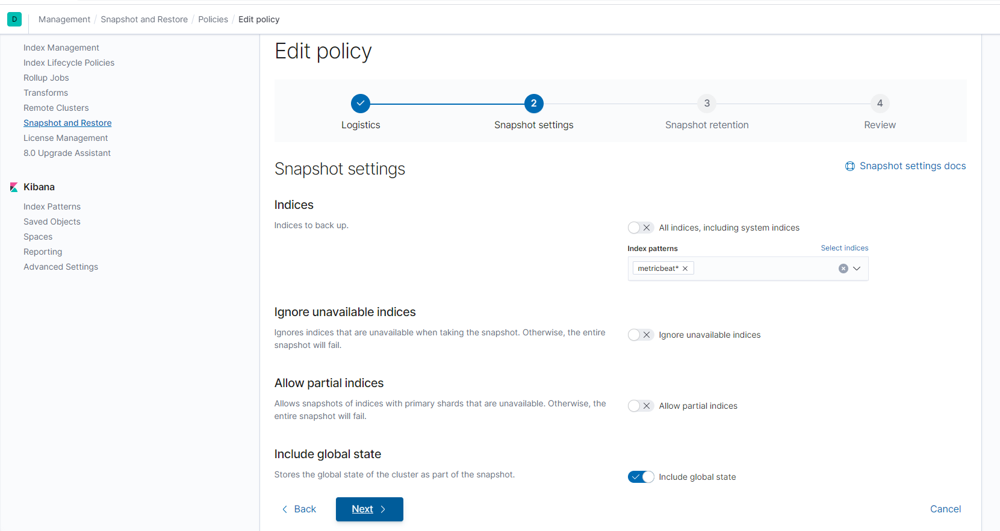 D
Management / Snapshot and Restore / Policies / Edit policy
Index Management
Index Lifecycle Policies
Rollup Jobs
Transforms
Remote Clusters
Snapshot and Restore
License Management
8.0 Upgrade Assistant
Kibana
Index Patterns
Saved Objects
Spaces
Reporting
Advanced Settings
Edit policy
2 3 4
Logistics Snapshot settings Snapshot retention Review
Snapshot settings
Snapshot settings docs
Indices
Indices to back up.
All indices, including system indices
Index patterns Select indices
metricbeat*
Ignore unavailable indices
Ignores indices that are unavailable when taking the snapshot. Otherwise, the entire
snapshot will fail.
Ignore unavailable indices
Allow partial indices
Allows snapshots of indices with primary shards that are unavailable. Otherwise, the
entire snapshot will fail.
Allow partial indices
Include global state
Stores the global state of the cluster as part of the snapshot.
Include global state
Back Next Cancel